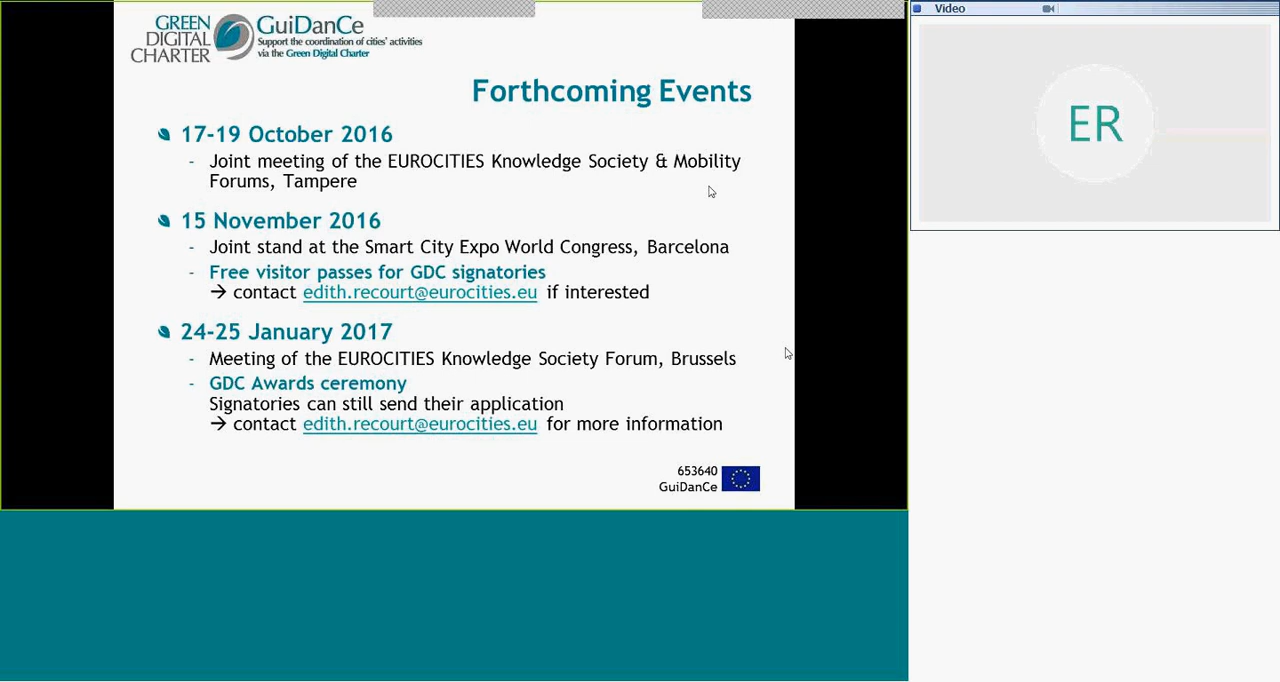 GREEN
DIGITAL
CHARTER
GuiDanCe
Support the coordination of cities' activities
via the Green Digital Charter
Forthcoming Events
17-19 October 2016
- Joint meeting of the EUROCITIES Knowledge Society & Mobility
Forums, Tampere
15 November 2016
- Joint stand at the Smart City Expo World Congress, Barcelona
- Free visitor passes for GDC signatories
→ contact edith.recourt@eurocities.eu if interested
24-25 January 2017
- Meeting of the EUROCITIES Knowledge Society Forum, Brussels
- GDC Awards ceremony
Signatories can still send their application
→ contact edith.recourt@eurocities.eu for more information
653640
GuiDanCe
Video
ER